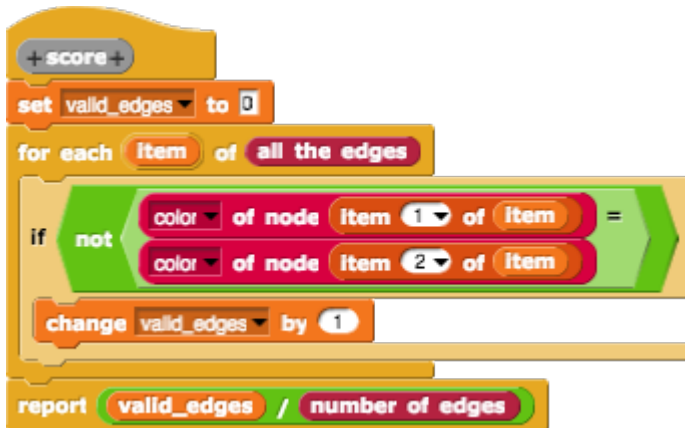 + score +
set valid_edges to 0
for each item of all the edges
if not color of node item 1 of item =
color of node item 2 of item
change valid_edges by 1
report valid_edges / number of edges